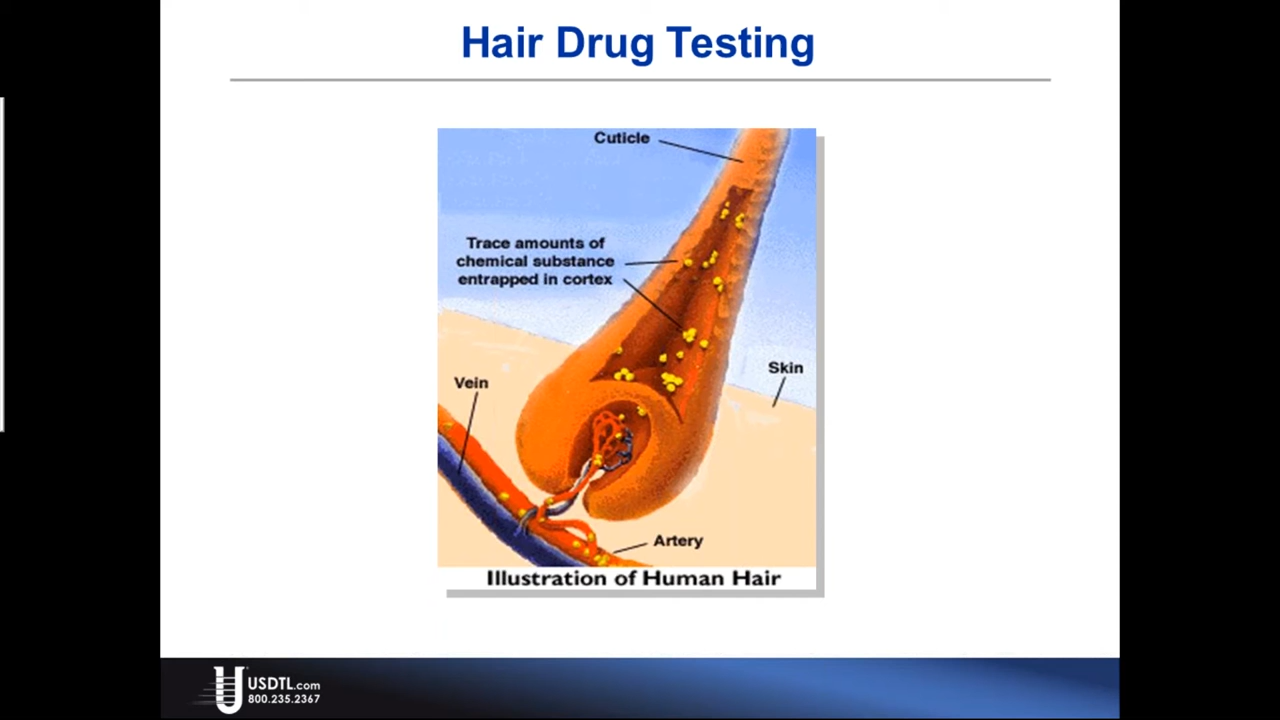 Hair Drug Testing
Cuticle
Trace amounts of
chemical substance
entrapped in cortex
Skin
Vein
Artery
Illustration of Human Hair
USDTL.com
800.235.2367